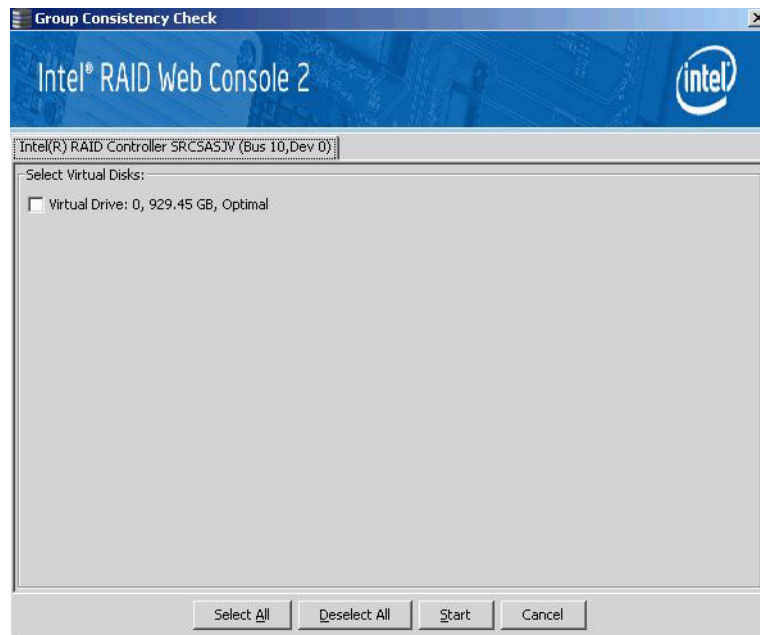 Group Consistency Check
Intel® RAID Web Console 2
intel
Intel(R) RAID Controller SRCSASJV (Bus 10,Dev 0)
Select Virtual Disks:
Virtual Drive: 0, 929.45 GB, Optimal
Select All
Deselect All
Start
Cancel